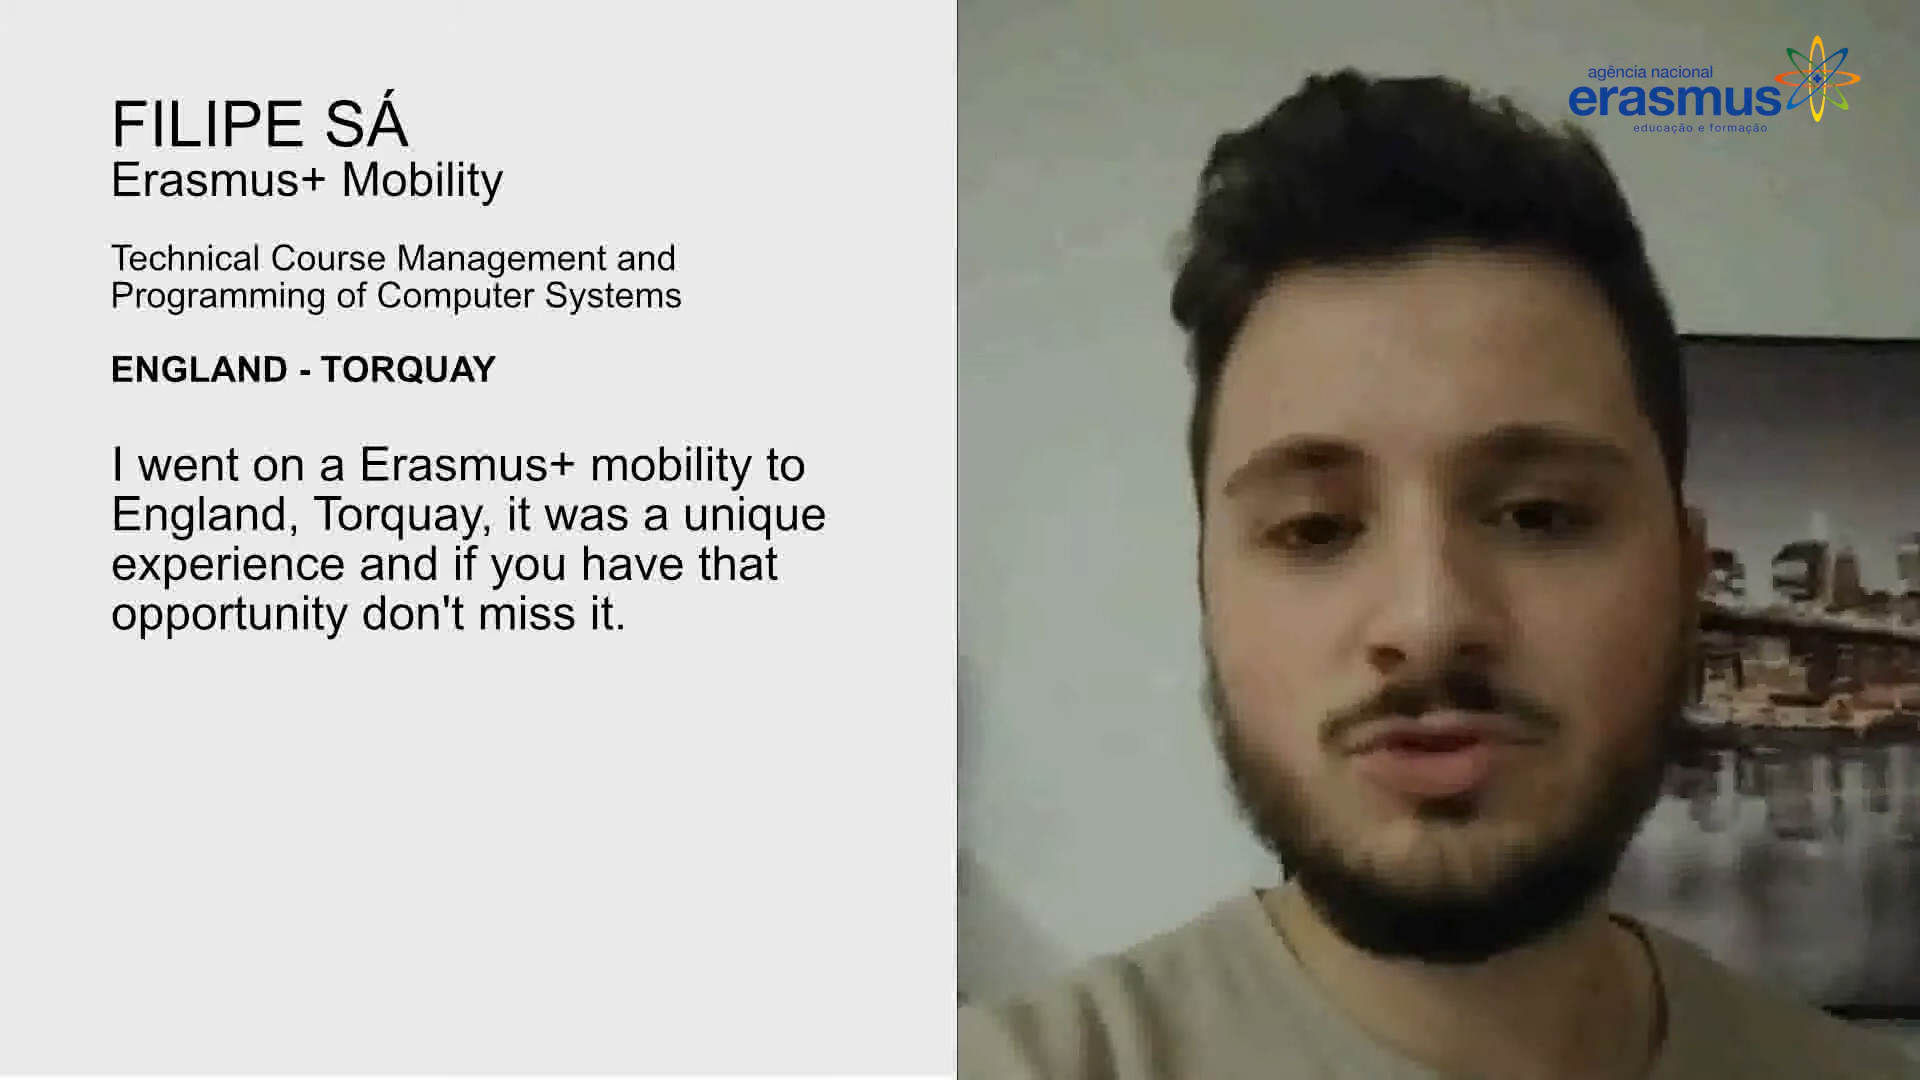 FILIPE SÁ
Erasmus+ Mobility
Technical Course Management and
Programming of Computer Systems
ENGLAND - TORQUAY
I went on a Erasmus+ mobility to
England, Torquay, it was a unique
experience and if you have that
opportunity don't miss it.
agência nacional
erasmus+
educação e formação